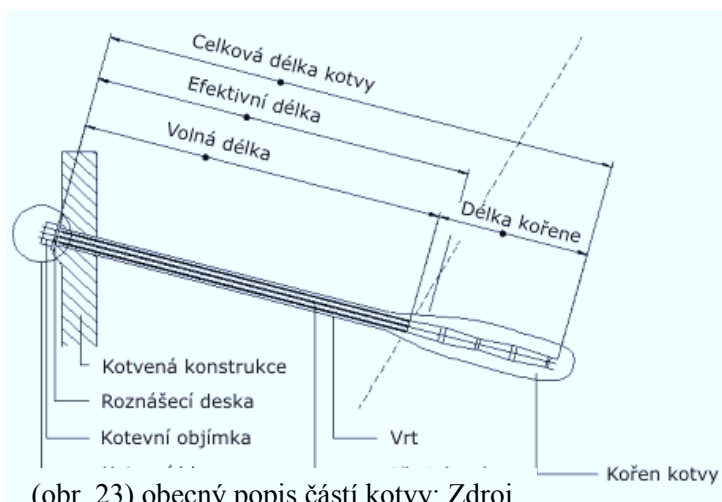 Celková délka kotvy
Efektivní délka
Volná délka
Délka kořene
Kotvená konstrukce
Roznášecí deska
Kotevní objímka
Vrt
Kořen kotvy
(obr. 23) obecný popis částí kotvy; Zdroj